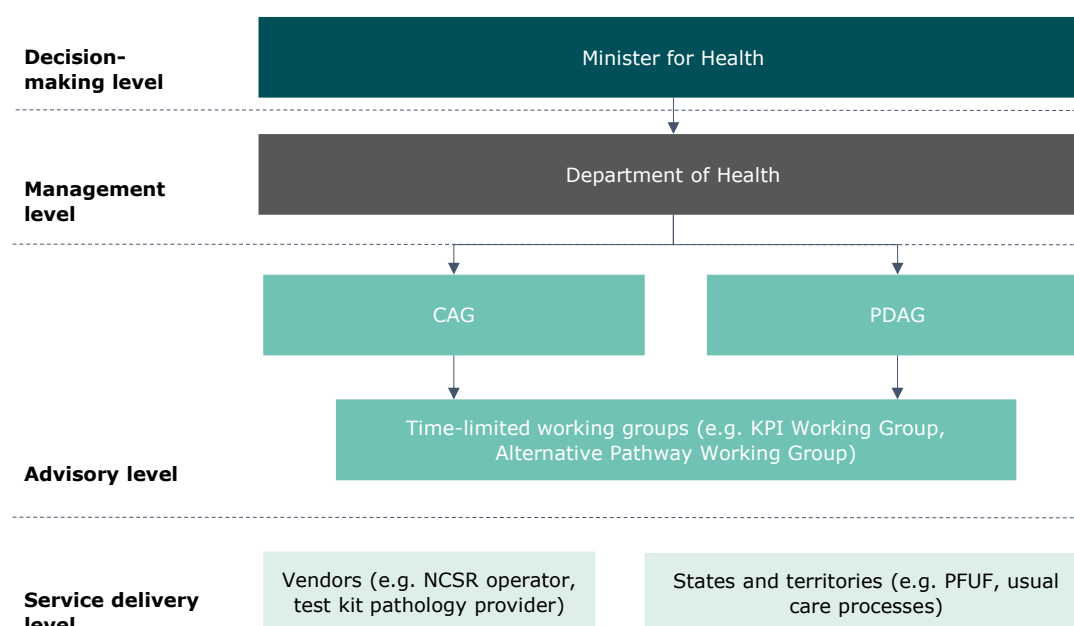 Decision-
making level
Minister for Health
Management
level
Department of Health
CAG
PDAG
Time-limited working groups (e.g. KPI Working Group,
Alternative Pathway Working Group)
Advisory level
Service delivery
level
Vendors (e.g. NCSR operator,
test kit pathology provider)
States and territories (e.g. PFUF, usual
care processes)